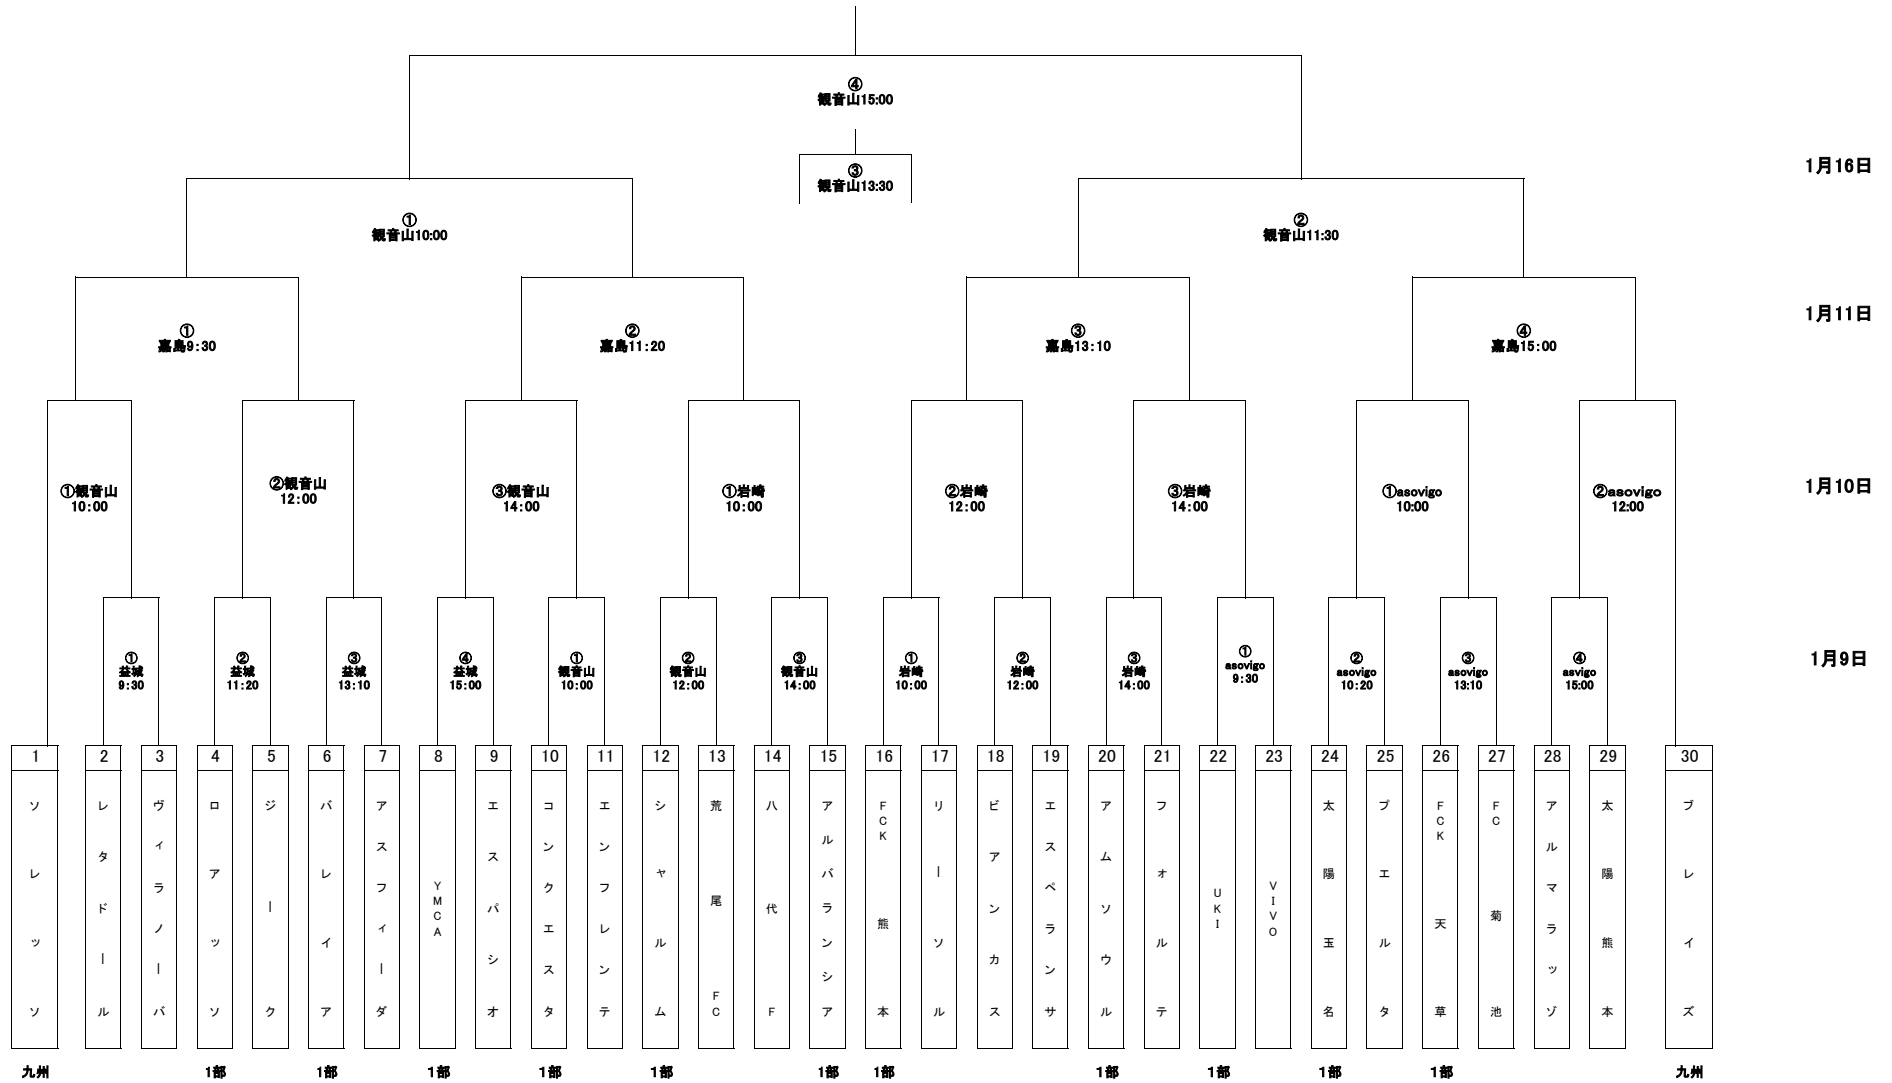 ④
観音山15:00
③
観音山13:30
1月16日
①
観音山10:00
②
観音山11:30
1月11日
①
嘉島9:30
②
嘉島11:20
③
嘉島13:10
④
嘉島15:00
1月10日
①観音山
10:00
②観音山
12:00
③観音山
14:00
①岩崎
10:00
②岩崎
12:00
③岩崎
14:00
①asovigo
10:00
②asovigo
12:00
1月9日
①
益城
9:30
②
益城
11:20
③
益城
13:10
④
益城
15:00
①
観音山
10:00
②
観音山
12:00
③
観音山
14:00
①
岩崎
10:00
②
岩崎
12:00
③
岩崎
14:00
①
asovigo
9:30
②
asovigo
10:20
③
asovigo
13:10
④
asvigo
15:00
1
ソレッソ
九州
2
レタドール
3
ヴィラノーバ
4
ロアッソ
1部
5
ジーク
6
バレイア
1部
7
アスフィーダ
8
YMCA
1部
9
エスパシオ
10
コンクエスタ
1部
11
エンフレンテ
12
シャルム
1部
13
荒尾FC
14
八代F
15
アルバランシア
1部
16
FCK熊本
1部
17
リーソル
18
ビアンカス
19
エスペランサ
20
アムソウル
1部
21
フォルテ
22
UKI
1部
23
VIVO
24
太陽玉名
1部
25
プエルタ
26
FCK天草
1部
27
FC菊池
28
アルマラッゾ
29
太陽熊本
30
ブレイズ
九州